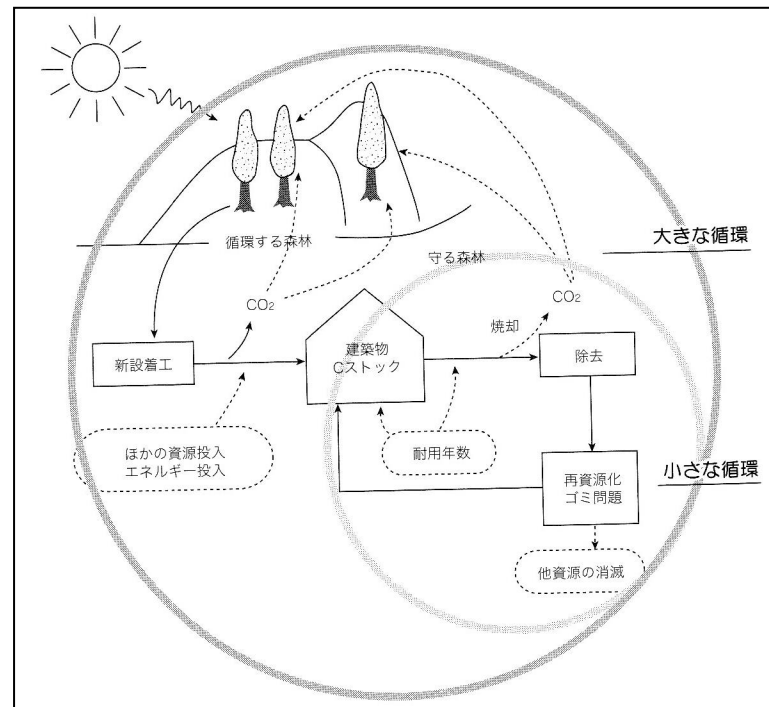 循環する森林
守る森林
大きな循環
CO₂
CO₂
焼却
新設着工
建築物
Cストック
除去
ほかの資源投入
エネルギー投入
耐用年数
再資源化
ゴミ問題
小さな循環
他資源の消滅